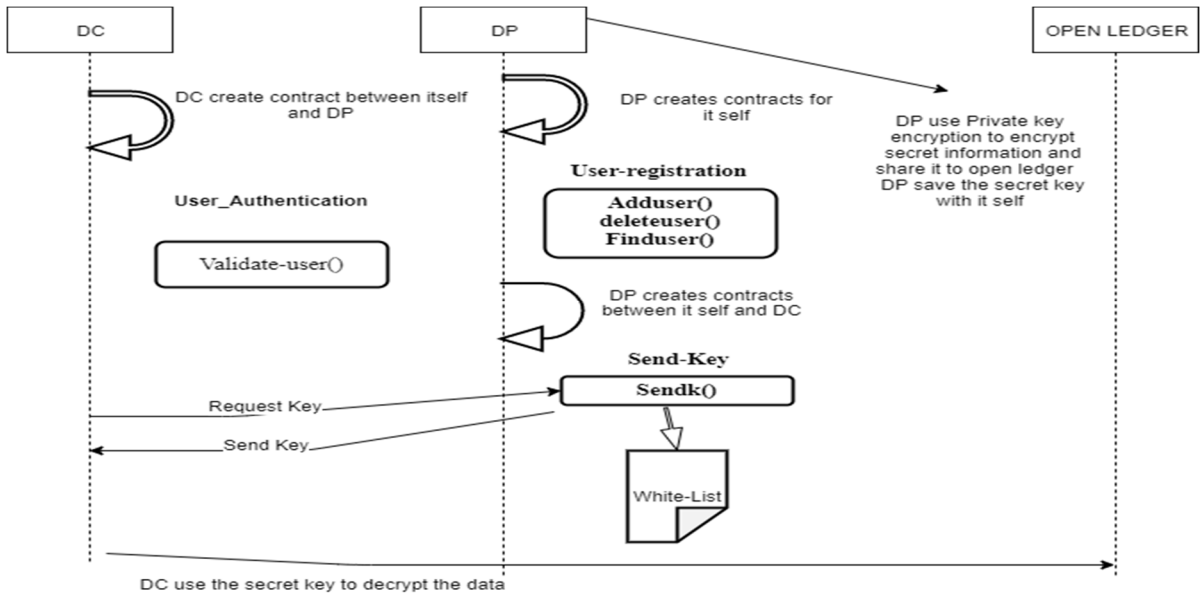 DC
DP
OPEN LEDGER
DC create contract between itself
and DP
DP creates contracts for
it self
DP use Private key
encryption to encrypt
secret information and
share it to open ledger
DP save the secret key
with it self
User_Authentication
Validate-user()
User-registration
Adduser()
deleteuser()
Finduser()
DP creates contracts
between it self and DC
Send-Key
Sendk()
Request Key
Send Key
White-List
DC use the secret key to decrypt the data